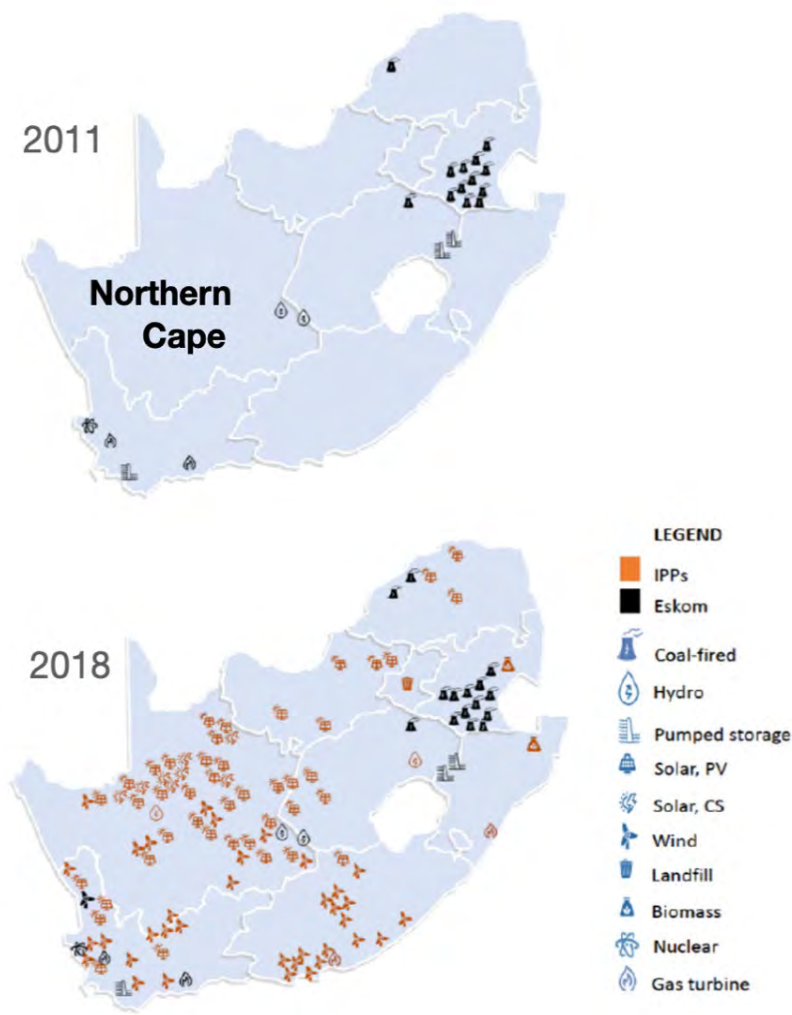 2011
Northern
Cape
2018
LEGEND
IPPs
Eskom
Coal-fired
Hydro
Pumped storage
Solar, PV
Solar, CS
Wind
Landfill
Biomass
Nuclear
Gas turbine